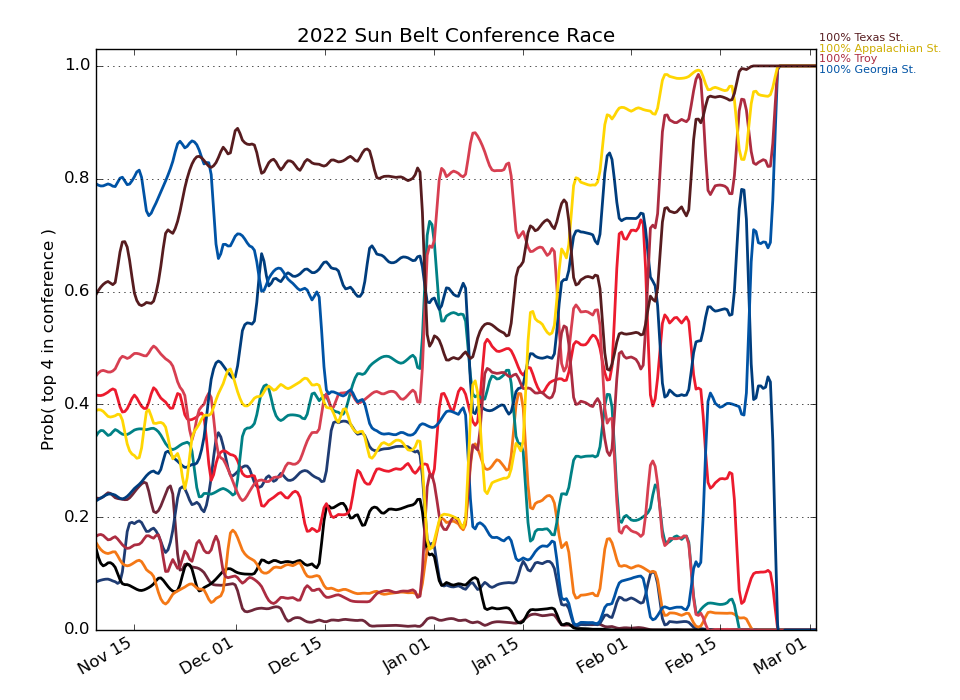 2022 Sun Belt Conference Race
100% Texas St.
100% Appalachian St.
100% Troy
100% Georgia St.
Prob( top 4 in conference )
1.0
0.8
0.6
0.4
0.2
0.0
Nov 15
Dec 01
Dec 15
Jan 01
Jan 15
Feb 01
Feb 15
Mar 01